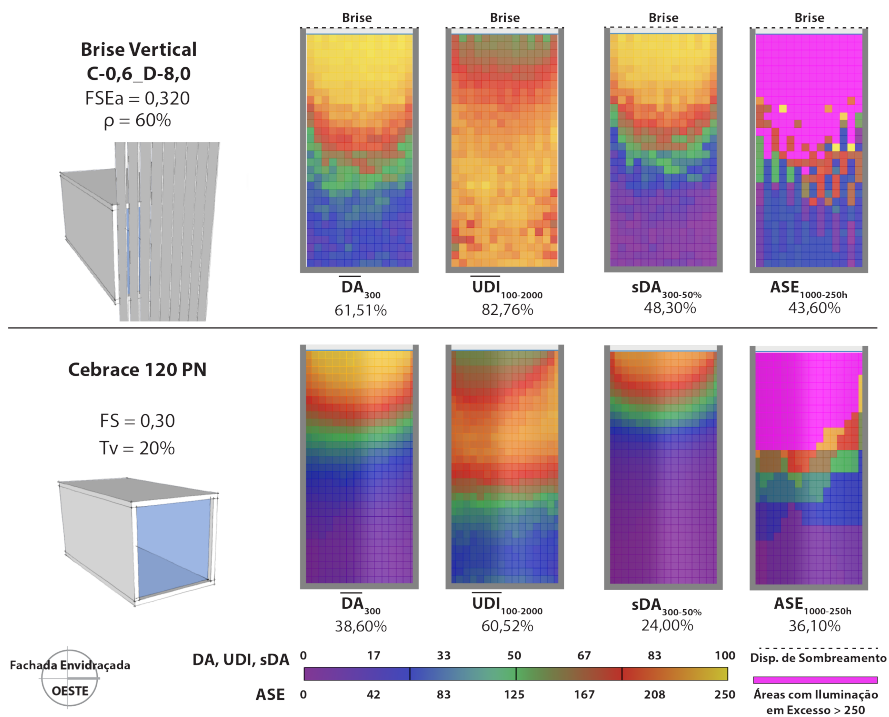 Brise Vertical
C-0,6_D-8,0
FSEa = 0,320
ρ = 60%
Brise
Brise
Brise
Brise
DA300
61,51%
UDI100-2000
82,76%
sDA300-50%
48,30%
ASE1000-250h
43,60%
Cebrace 120 PN
FS = 0,30
Tv = 20%
DA300
38,60%
UDI100-2000
60,52%
sDA300-50%
24,00%
ASE1000-250h
36,10%
Fachada Envidraçada
OESTE
DA, UDI, sDA 0 17 33 50 67 83 100
ASE 0 42 83 125 167 208 250
Disp. de Sombreamento
Áreas com Iluminação
em Excesso > 250